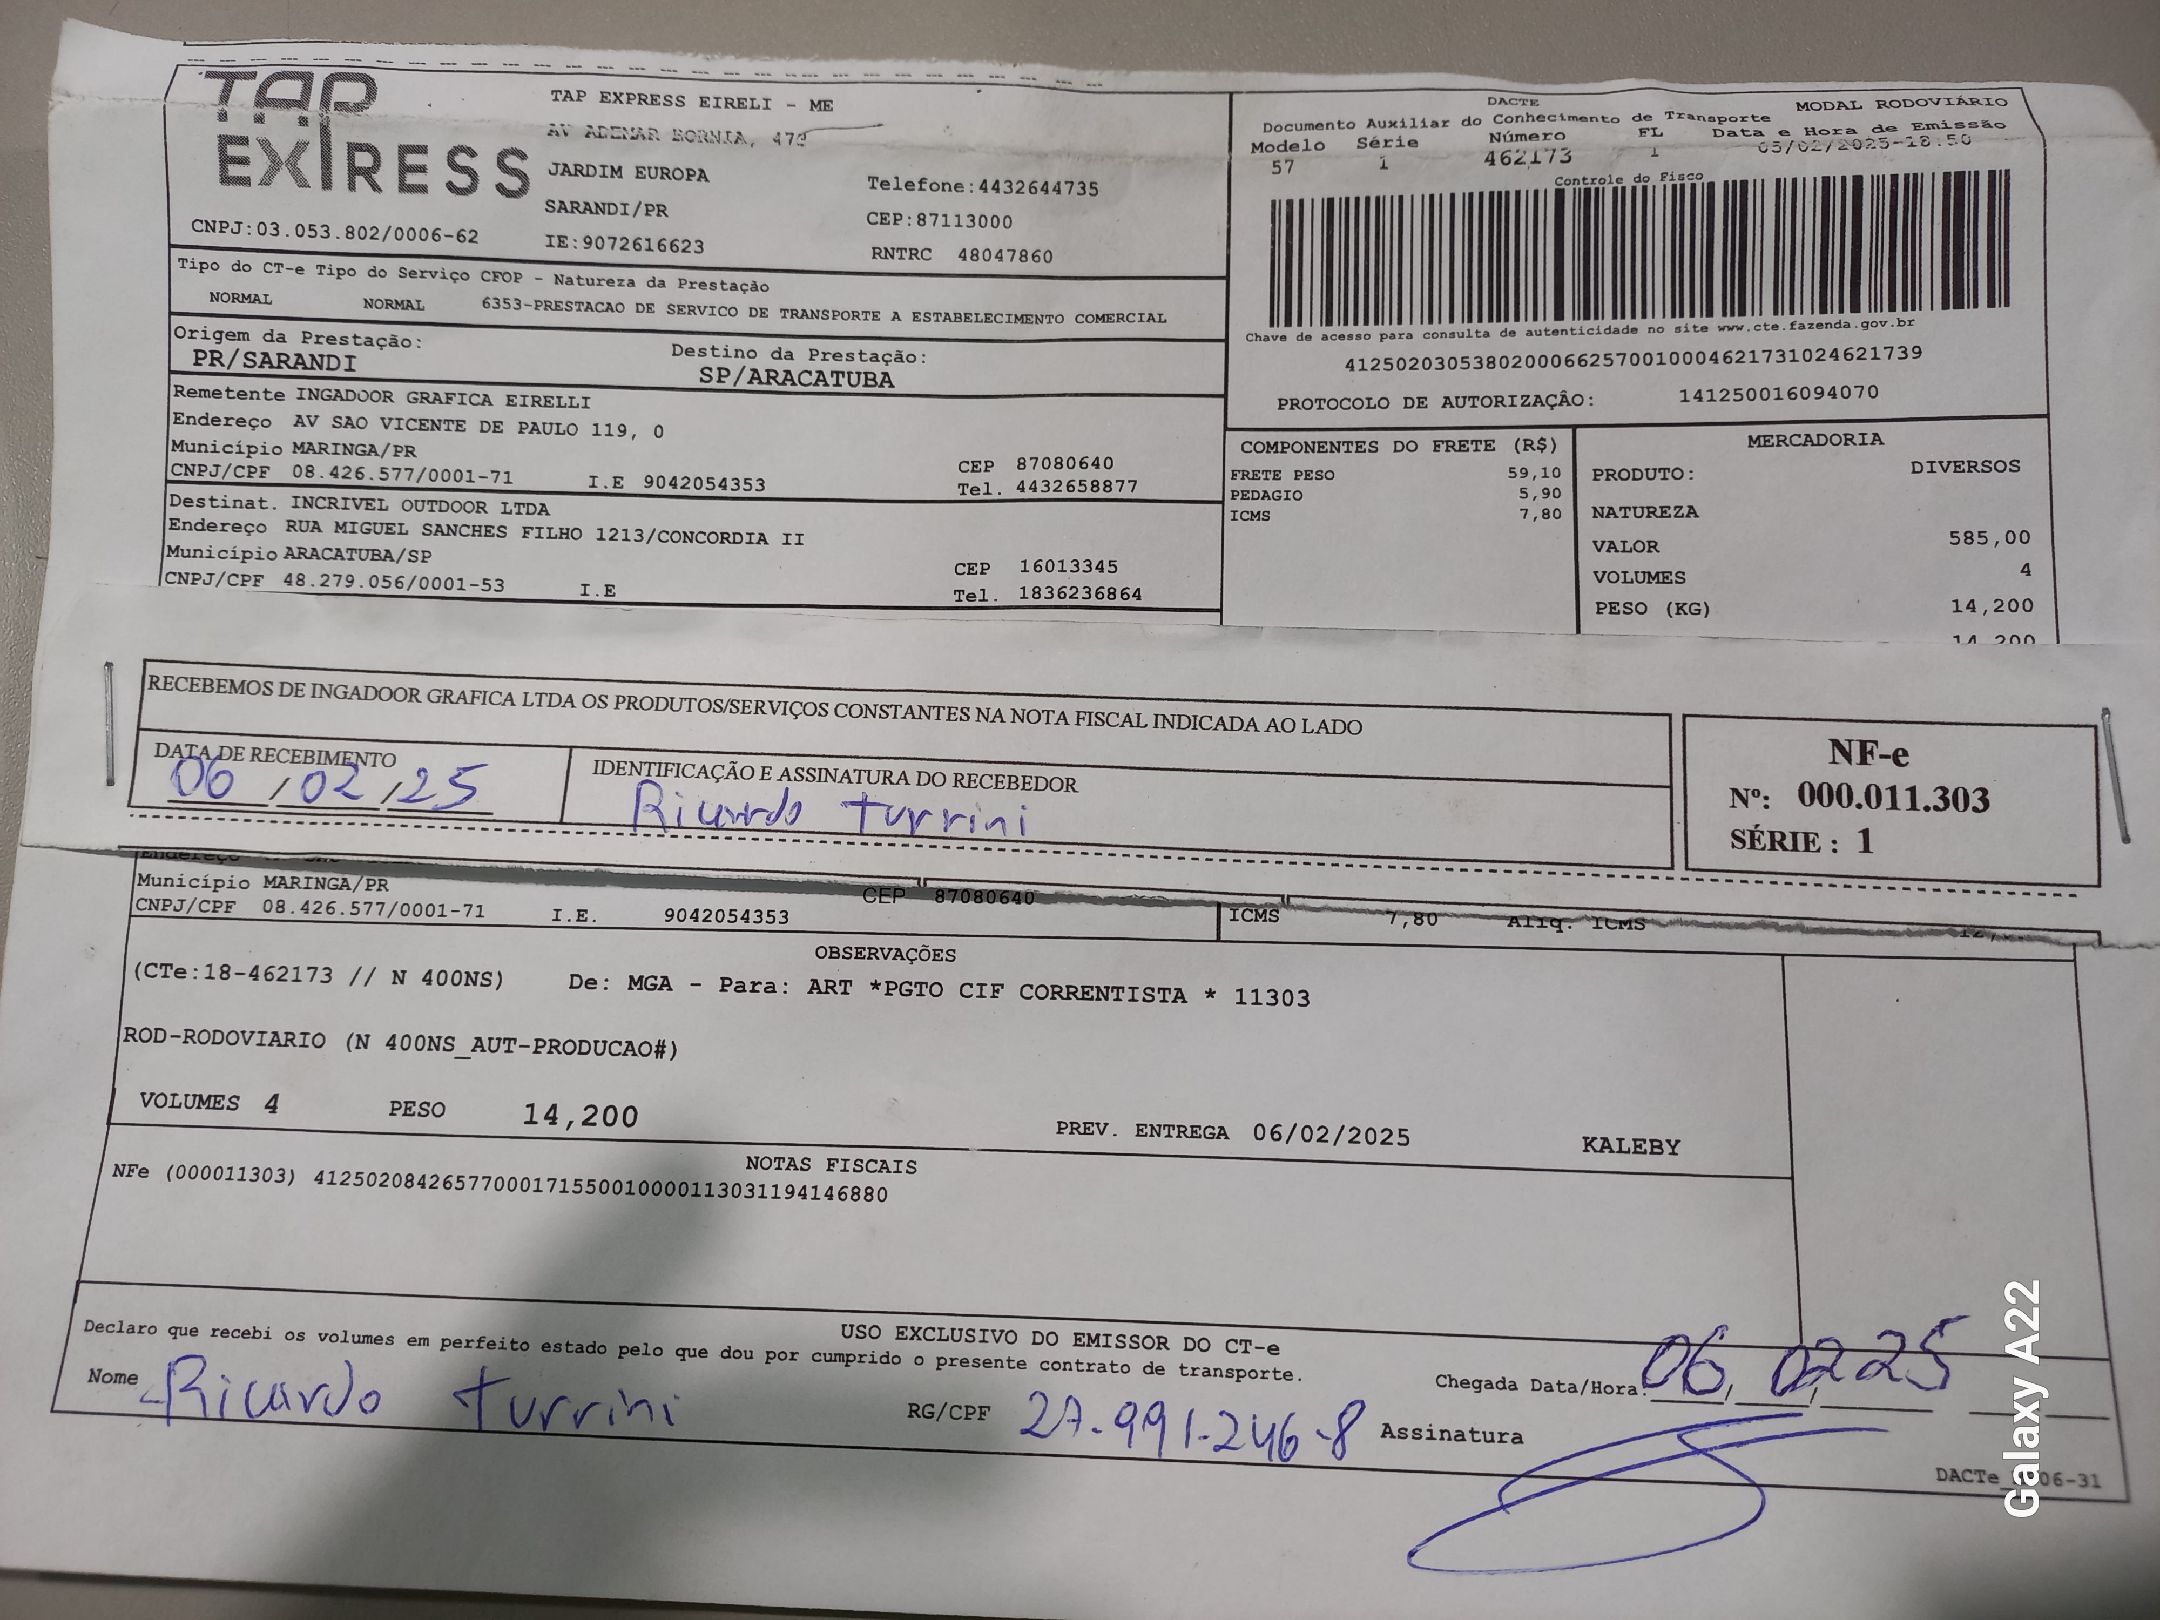 TAP EXPRESS
TAP EXPRESS EIRELI - ME
AV ADEMAR BORNIA, 473
JARDIM EUROPA
Telefone:4432644735
SARANDI/PR
CEP:87113000
CNPJ:03.053.802/0006-62
IE:9072616623
RNTRC 48047860
DACTE
MODAL RODOVIÁRIO
Documento Auxiliar do Conhecimento de Transporte
Modelo Série Número FL Data e Hora de Emissão
57 1 462173 1 05/02/2025-18:50
Controle do Fisco
Chave de acesso para consulta de autenticidade no site www.cte.fazenda.gov.br
41250203053802000662570010004621731024621739
PROTOCOLO DE AUTORIZAÇÃO: 141250016094070
Tipo do CT-e Tipo do Serviço CFOP - Natureza da Prestação
NORMAL NORMAL 6353-PRESTACAO DE SERVICO DE TRANSPORTE A ESTABELECIMENTO COMERCIAL
Origem da Prestação:
PR/SARANDI
Destino da Prestação:
SP/ARACATUBA
Remetente INGADOOR GRAFICA EIRELLI
Endereço AV SAO VICENTE DE PAULO 119, 0
Município MARINGA/PR
CEP 87080640
CNPJ/CPF 08.426.577/0001-71 I.E 9042054353
Tel. 4432658877
Destinat. INCRIVEL OUTDOOR LTDA
Endereço RUA MIGUEL SANCHES FILHO 1213/CONCORDIA II
Município ARACATUBA/SP
CEP 16013345
CNPJ/CPF 48.279.056/0001-53 I.E
Tel. 1836236864
COMPONENTES DO FRETE (R$)
FRETE PESO 59,10
PEDAGIO 5,90
ICMS 7,80
MERCADORIA
PRODUTO: DIVERSOS
NATUREZA
VALOR 585,00
VOLUMES 4
PESO (KG) 14,200
14,200
RECEBEMOS DE INGADOOR GRAFICA LTDA OS PRODUTOS/SERVIÇOS CONSTANTES NA NOTA FISCAL INDICADA AO LADO
DATA DE RECEBIMENTO
06/02/25
IDENTIFICAÇÃO E ASSINATURA DO RECEBEDOR
Ricardo turrini
NF-e
Nº: 000.011.303
SÉRIE : 1
Endereço
Município MARINGA/PR
CEP 87080640
CNPJ/CPF 08.426.577/0001-71 I.E. 9042054353
ICMS 7,80 Aliq. ICMS
OBSERVAÇÕES
(CTe:18-462173 // N 400NS) De: MGA - Para: ART *PGTO CIF CORRENTISTA * 11303
ROD-RODOVIARIO (N 400NS_AUT-PRODUCAO#)
VOLUMES 4 PESO 14,200 PREV. ENTREGA 06/02/2025 KALEBY
NOTAS FISCAIS
NFe (000011303) 41250208426577000171550010000113031194146880
USO EXCLUSIVO DO EMISSOR DO CT-e
Declaro que recebi os volumes em perfeito estado pelo que dou por cumprido o presente contrato de transporte.
Nome Ricardo turrini
RG/CPF 27.991.246-8
Chegada Data/Hora: 06/02/25
Assinatura
DACTe 06-31
Galaxy A22